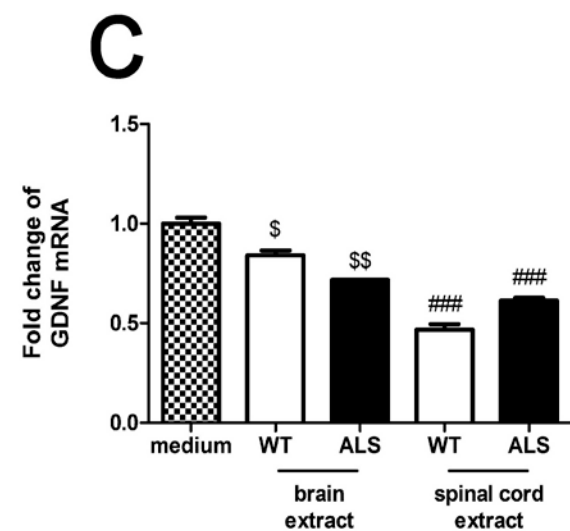 C
Fold change of
GDNF mRNA
1.5
1.0
0.5
0.0
$
$$
###
###
medium WT ALS WT ALS
brain extract
spinal cord extract